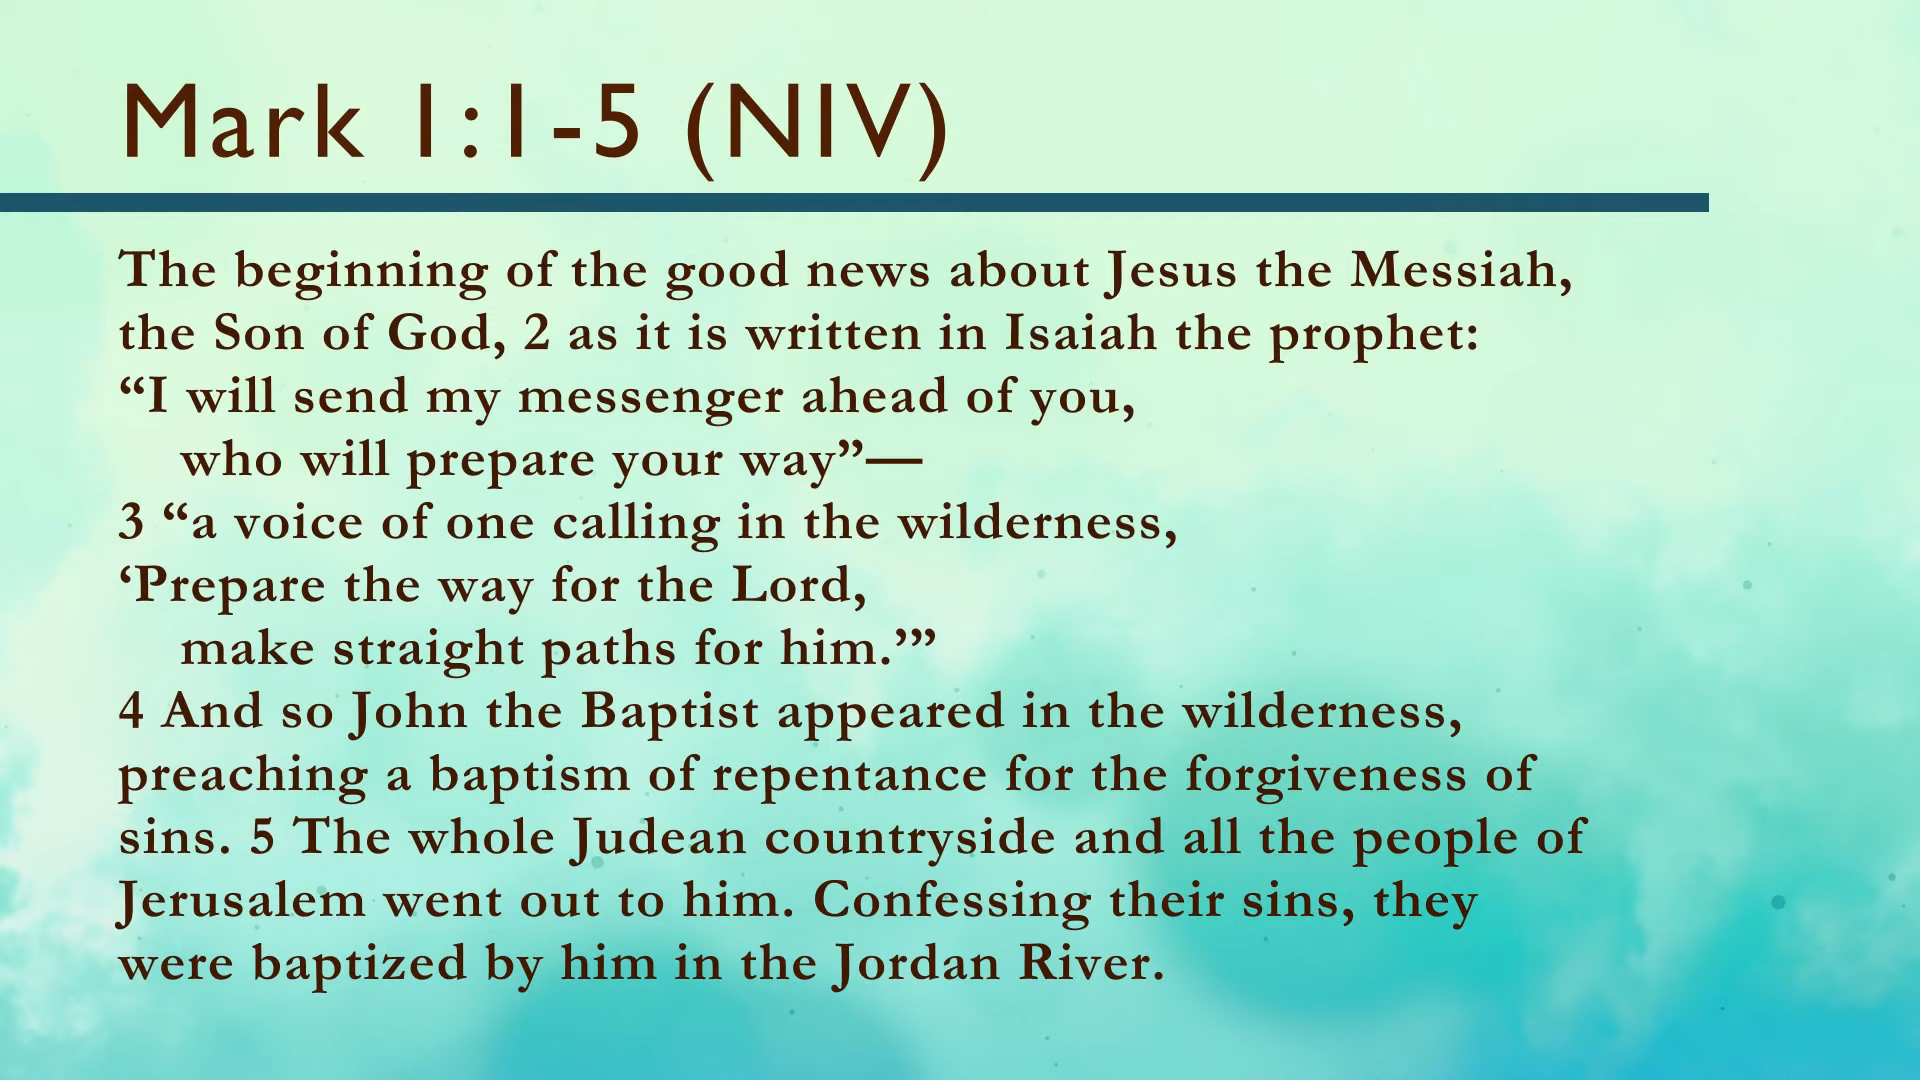 Mark 1:1-5 (NIV)
The beginning of the good news about Jesus the Messiah,
the Son of God, 2 as it is written in Isaiah the prophet:
“I will send my messenger ahead of you,
who will prepare your way”—
3 “a voice of one calling in the wilderness,
‘Prepare the way for the Lord,
make straight paths for him.’”
4 And so John the Baptist appeared in the wilderness,
preaching a baptism of repentance for the forgiveness of
sins. 5 The whole Judean countryside and all the people of
Jerusalem went out to him. Confessing their sins, they
were baptized by him in the Jordan River.